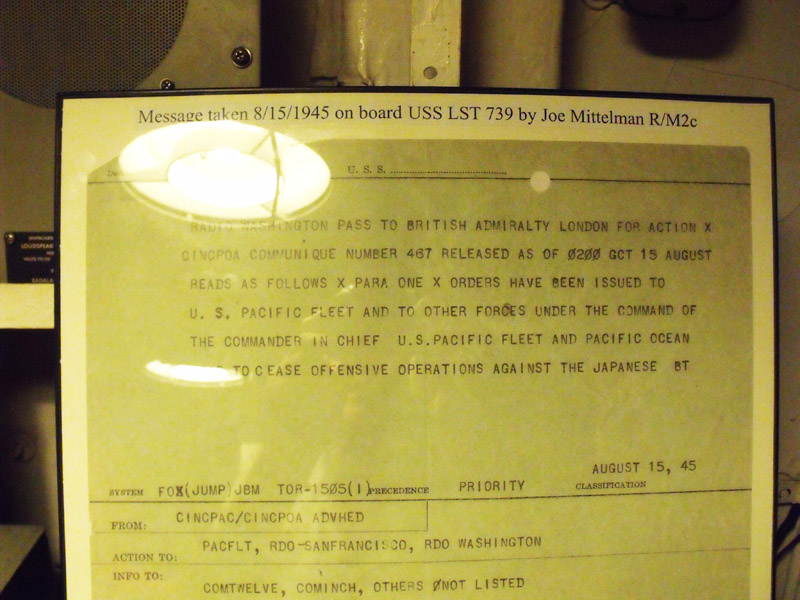 Message taken 8/15/1945 on board USS LST 739 by Joe Mittelman R/M2c
U. S. S. ........................................
RADIO WASHINGTON PASS TO BRITISH ADMIRALTY LONDON FOR ACTION X
CINCPOA COMMUNIQUE NUMBER 467 RELEASED AS OF 0200 GCT 15 AUGUST
READS AS FOLLOWS X PARA ONE X ORDERS HAVE BEEN ISSUED TO
U. S. PACIFIC FLEET AND TO OTHER FORCES UNDER THE COMMAND OF
THE COMMANDER IN CHIEF U.S.PACIFIC FLEET AND PACIFIC OCEAN
TO CEASE OFFENSIVE OPERATIONS AGAINST THE JAPANESE BT
AUGUST 15, 45
SYSTEM FOX(JUMP)JBM TOR-1505(1) PRECEDENCE PRIORITY CLASSIFICATION
FROM: CINCPAC/CINCPOA ADVHED
ACTION TO: PACFLT, RDO-SANFRANCISCO, RDO WASHINGTON
INFO TO: COMTWELVE, COMINCH, OTHERS 0NOT LISTED
LOUDSPEAK